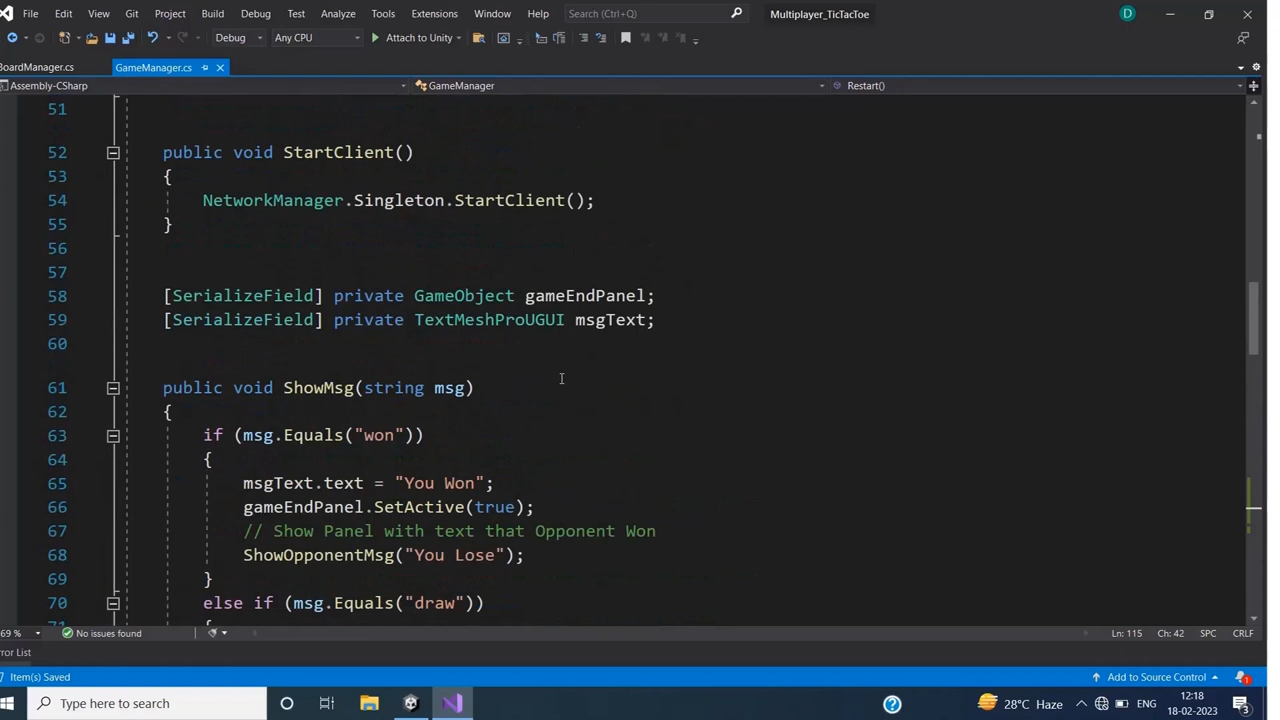 File Edit View Git Project Build Debug Test Analyze Tools Extensions Window Help Search (Ctrl+Q) Multiplayer_TicTacToe D
Debug Any CPU Attach to Unity
BoardManager.cs GameManager.cs
Assembly-CSharp GameManager Restart()
51
52 public void StartClient()
53 {
54 NetworkManager.Singleton.StartClient();
55 }
56
57
58 [SerializeField] private GameObject gameEndPanel;
59 [SerializeField] private TextMeshProUGUI msgText;
60
61 public void ShowMsg(string msg)
62 {
63 if (msg.Equals("won"))
64 {
65 msgText.text = "You Won";
66 gameEndPanel.SetActive(true);
67 // Show Panel with text that Opponent Won
68 ShowOpponentMsg("You Lose");
69 }
70 else if (msg.Equals("draw"))
71 {
69 % No issues found Ln: 115 Ch: 42 SPC CRLF
ror List
Item(s) Saved Add to Source Control 1
Type here to search 28°C Haze ENG 12:18
18-02-2023 3